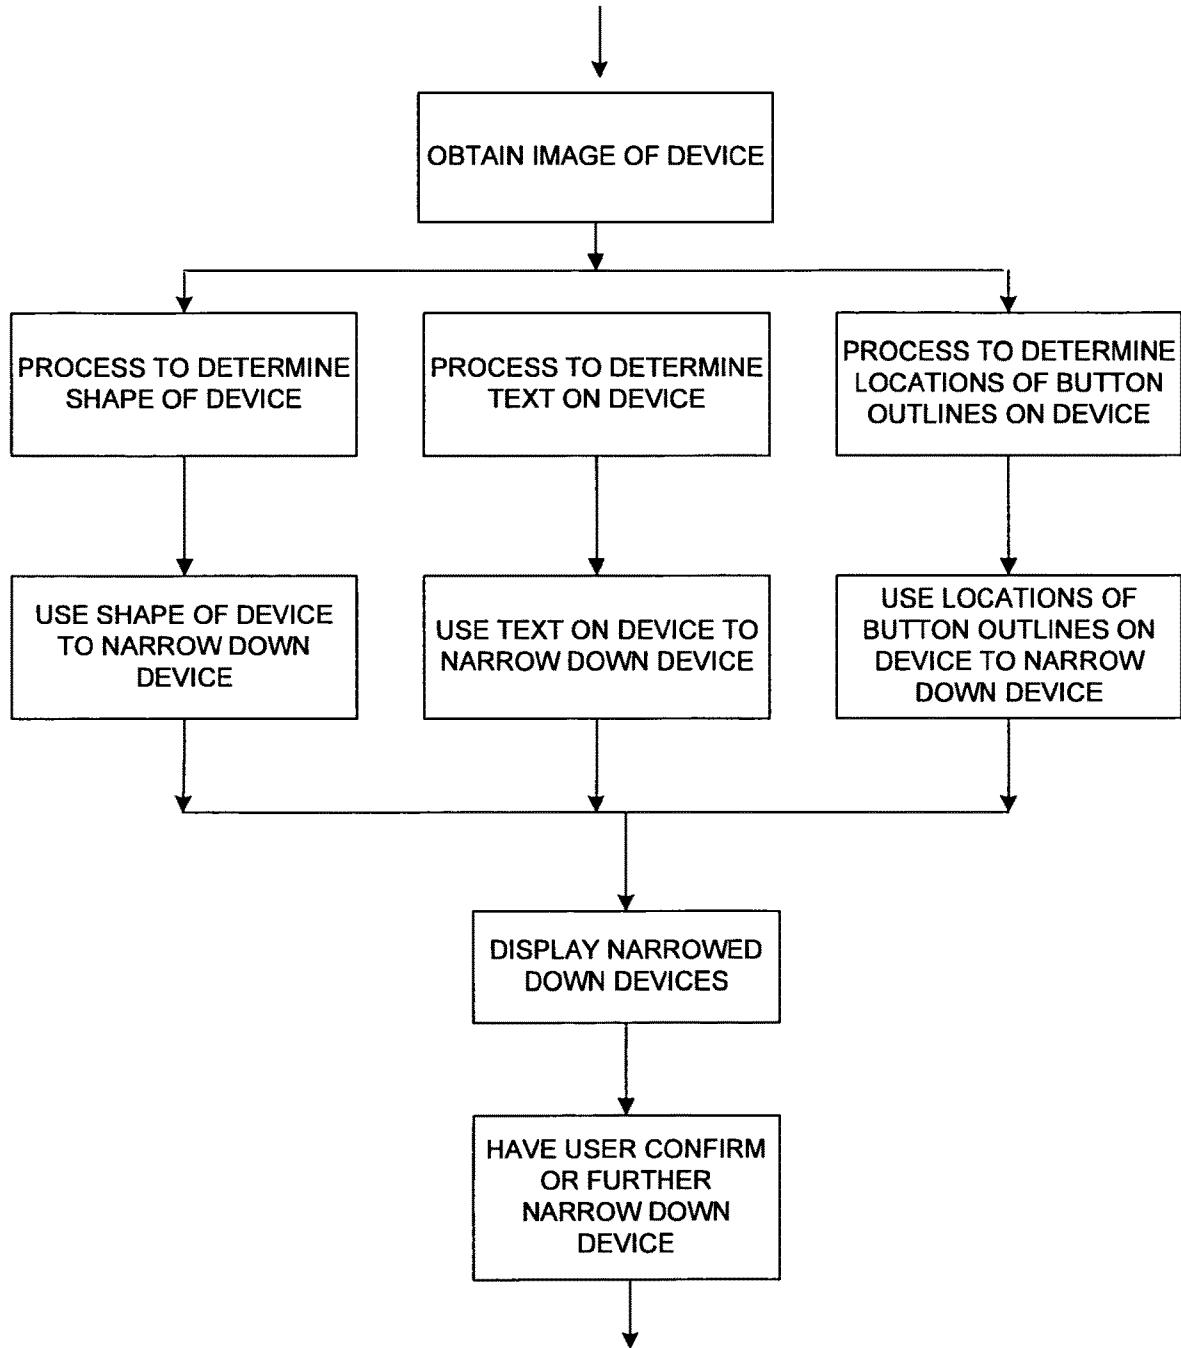 OBTAIN IMAGE OF DEVICE
PROCESS TO DETERMINE
SHAPE OF DEVICE
PROCESS TO DETERMINE
TEXT ON DEVICE
PROCESS TO DETERMINE
LOCATIONS OF BUTTON
OUTLINES ON DEVICE
USE SHAPE OF DEVICE
TO NARROW DOWN
DEVICE
USE TEXT ON DEVICE TO
NARROW DOWN DEVICE
USE LOCATIONS OF
BUTTON OUTLINES ON
DEVICE TO NARROW
DOWN DEVICE
DISPLAY NARROWED
DOWN DEVICES
HAVE USER CONFIRM
OR FURTHER
NARROW DOWN
DEVICE